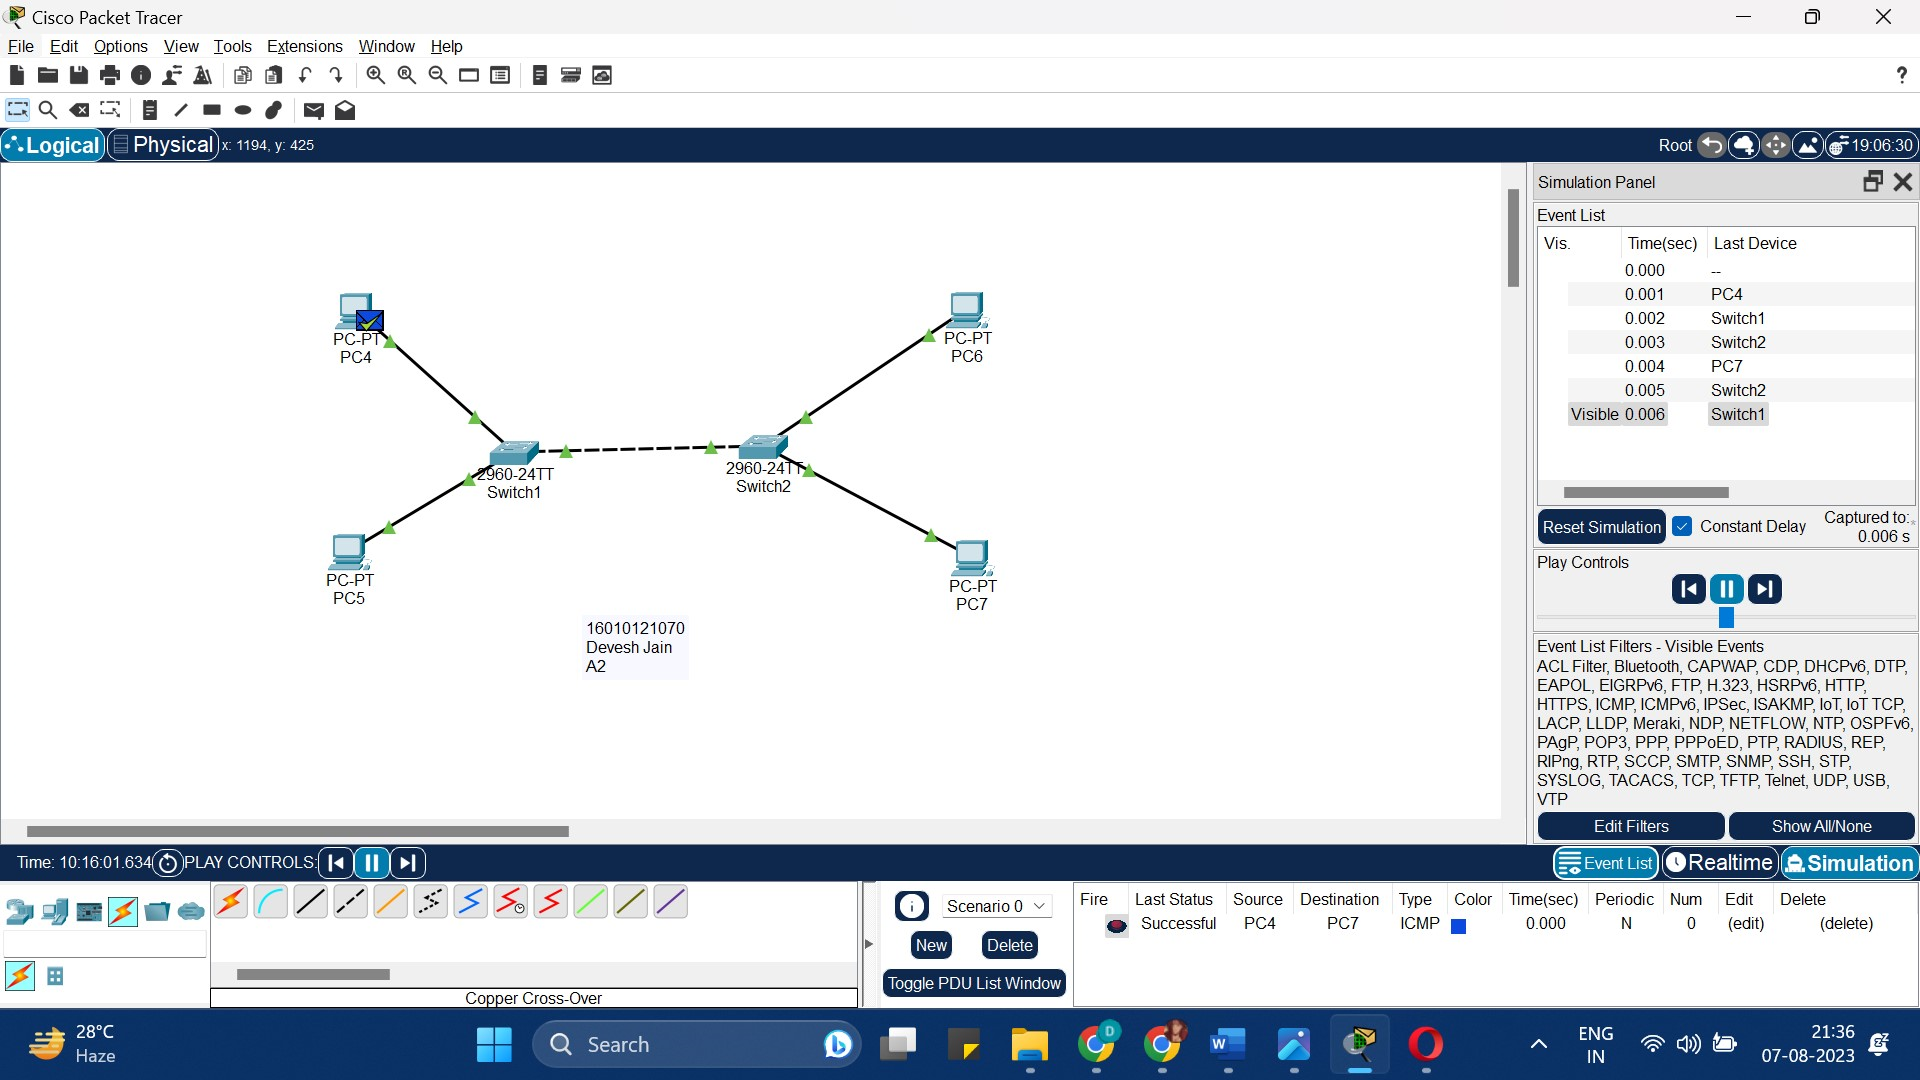 Cisco Packet Tracer
File Edit Options View Tools Extensions Window Help
?
Logical Physical x: 1194, y: 425 Root 19:06:30
Simulation Panel
Event List
Vis. Time(sec) Last Device
0.000 --
0.001 PC4
0.002 Switch1
0.003 Switch2
0.004 PC7
0.005 Switch2
Visible 0.006 Switch1
Reset Simulation Constant Delay Captured to:*
0.006 s
Play Controls
Event List Filters - Visible Events
ACL Filter, Bluetooth, CAPWAP, CDP, DHCPv6, DTP,
EAPOL, EIGRPv6, FTP, H.323, HSRPv6, HTTP,
HTTPS, ICMP, ICMPv6, IPSec, ISAKMP, IoT, IoT TCP,
LACP, LLDP, Meraki, NDP, NETFLOW, NTP, OSPFv6,
PAgP, POP3, PPP, PPPoED, PTP, RADIUS, REP,
RIPng, RTP, SCCP, SMTP, SNMP, SSH, STP,
SYSLOG, TACACS, TCP, TFTP, Telnet, UDP, USB,
VTP
Edit Filters Show All/None
PC-PT
PC4
PC-PT
PC6
2960-24TT
Switch1
2960-24TT
Switch2
PC-PT
PC5
PC-PT
PC7
16010121070
Devesh Jain
A2
Time: 10:16:01.634 PLAY CONTROLS: Event List Realtime Simulation
Scenario 0
New Delete
Toggle PDU List Window
Copper Cross-Over
Fire Last Status Source Destination Type Color Time(sec) Periodic Num Edit Delete
Successful PC4 PC7 ICMP 0.000 N 0 (edit) (delete)
28°C
Haze
Search
D
W
ENG
IN
21:36
07-08-2023